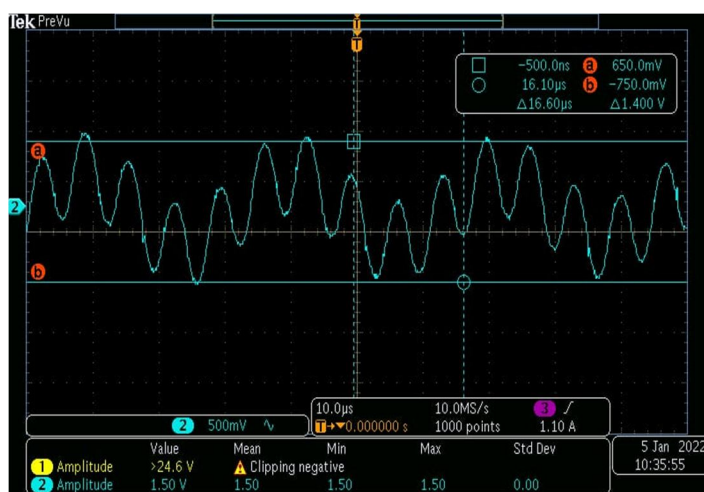 Tek PreVu
T
T
-500.0ns a 650.0mV
16.10µs b -750.0mV
Δ16.60µs Δ1.400 V
a
2
b
2 500mV ∿
10.0µs 10.0MS/s 3
T→▼0.000000 s 1000 points 1.10 A
Value Mean Min Max Std Dev
1 Amplitude >24.6 V Clipping negative
2 Amplitude 1.50 V 1.50 1.50 1.50 0.00
5 Jan 2022
10:35:55